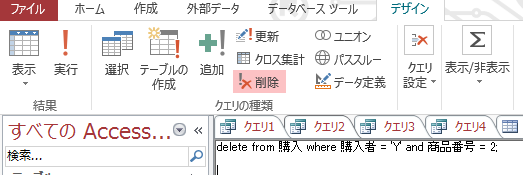 ファイル ホーム 作成 外部データ データベース ツール デザイン
表示 実行 選択 テーブルの作成 追加 更新 クロス集計 削除 ユニオン パススルー データ定義 クエリ設定 表示/非表示
結果 クエリの種類
すべての Access... クエリ1 クエリ2 クエリ3 クエリ4
検索... delete from 購入 where 購入者 = 'Y' and 商品番号 = 2;